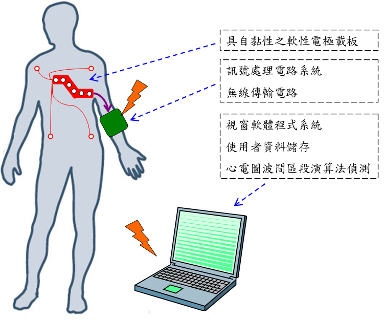 具自黏性之軟性電極載板
訊號處理電路系統
無線傳輸電路
視窗軟體程式系統
使用者資料儲存
心電圖波間區段演算法偵測